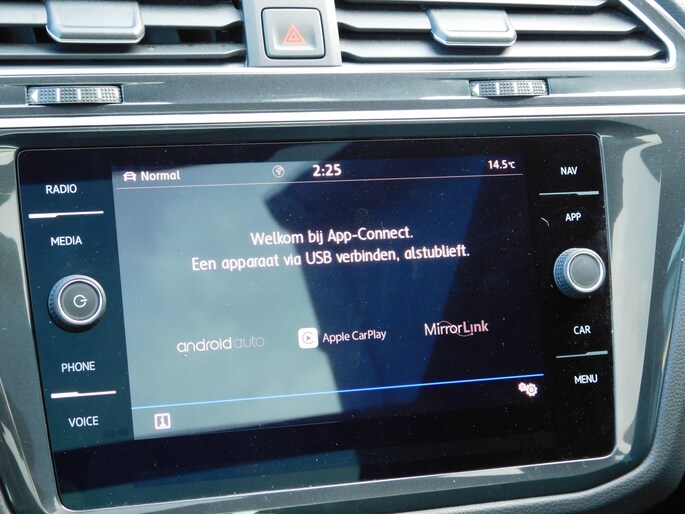 Normal
2:25
14.5°C
RADIO
MEDIA
PHONE
VOICE
Welkom bij App-Connect.
Een apparaat via USB verbinden, alstublieft.
androidauto
Apple CarPlay
MirrorLink
NAV
APP
CAR
MENU